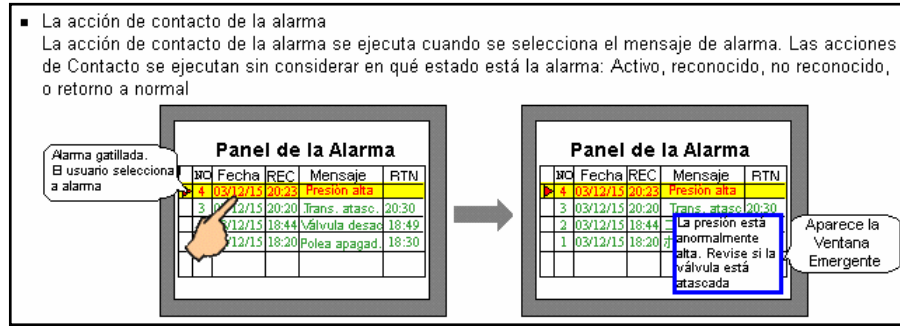 ▪ La acción de contacto de la alarma
La acción de contacto de la alarma se ejecuta cuando se selecciona el mensaje de alarma. Las acciones
de Contacto se ejecutan sin considerar en qué estado está la alarma: Activo, reconocido, no reconocido,
o retorno a normal
Alarma gatillada.
El usuario selecciona
a alarma
Panel de la Alarma
NO Fecha REC Mensaje RTN
4 03/12/15 20:23 Presión alta
3 /12/15 20:20 Trans. atasc. 20:30
/12/15 18:44 Válvula desac 18:49
/12/15 18:20 Polea apagad. 18:30
Panel de la Alarma
NO Fecha REC Mensaje RTN
4 03/12/15 20:23 Presión alta
3 03/12/15 20:20 Trans. atasc 20:30
2 03/12/15 18:44
1 03/12/15 18:20
La presión está
anormalmente
alta. Revise si la
válvula está
atascada
Aparece la
Ventana
Emergente